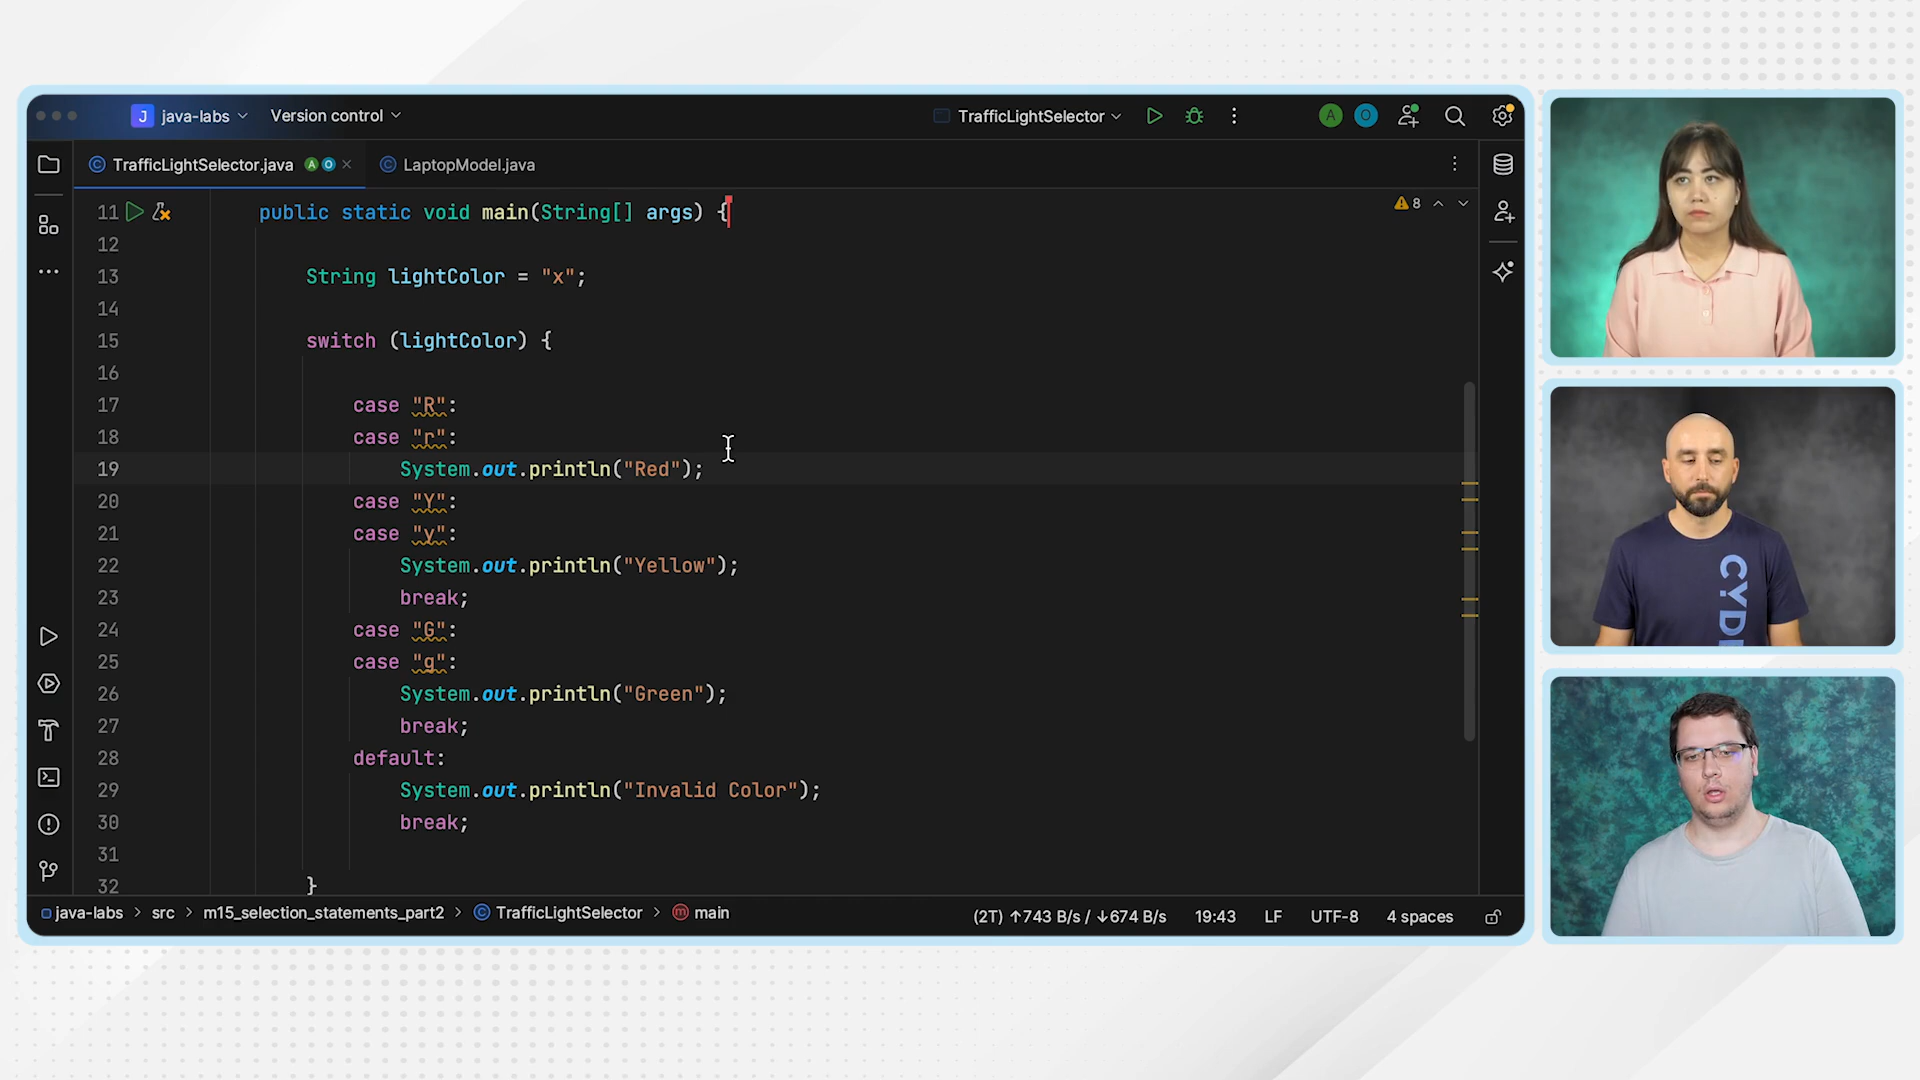 J java-labs Version control TrafficLightSelector A O
TrafficLightSelector.java A O LaptopModel.java
11 public static void main(String[] args) { 8
12
13 String lightColor = "x";
14
15 switch (lightColor) {
16
17 case "R":
18 case "r":
19 System.out.println("Red");
20 case "Y":
21 case "y":
22 System.out.println("Yellow");
23 break;
24 case "G":
25 case "g":
26 System.out.println("Green");
27 break;
28 default:
29 System.out.println("Invalid Color");
30 break;
31
32 }
java-labs > src > m15_selection_statements_part2 > TrafficLightSelector > m main (2T) ↑743 B/s / ↓674 B/s 19:43 LF UTF-8 4 spaces